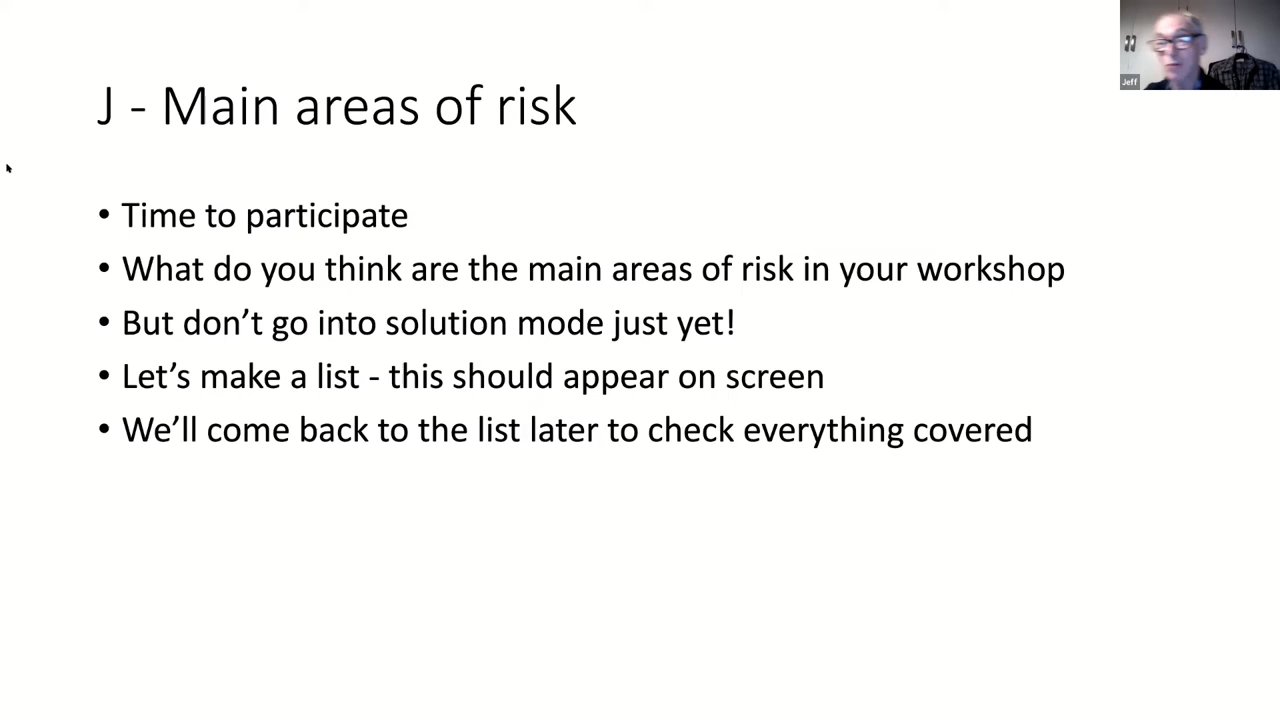 J - Main areas of risk
Jeff
• Time to participate
• What do you think are the main areas of risk in your workshop
• But don’t go into solution mode just yet!
• Let’s make a list - this should appear on screen
• We’ll come back to the list later to check everything covered